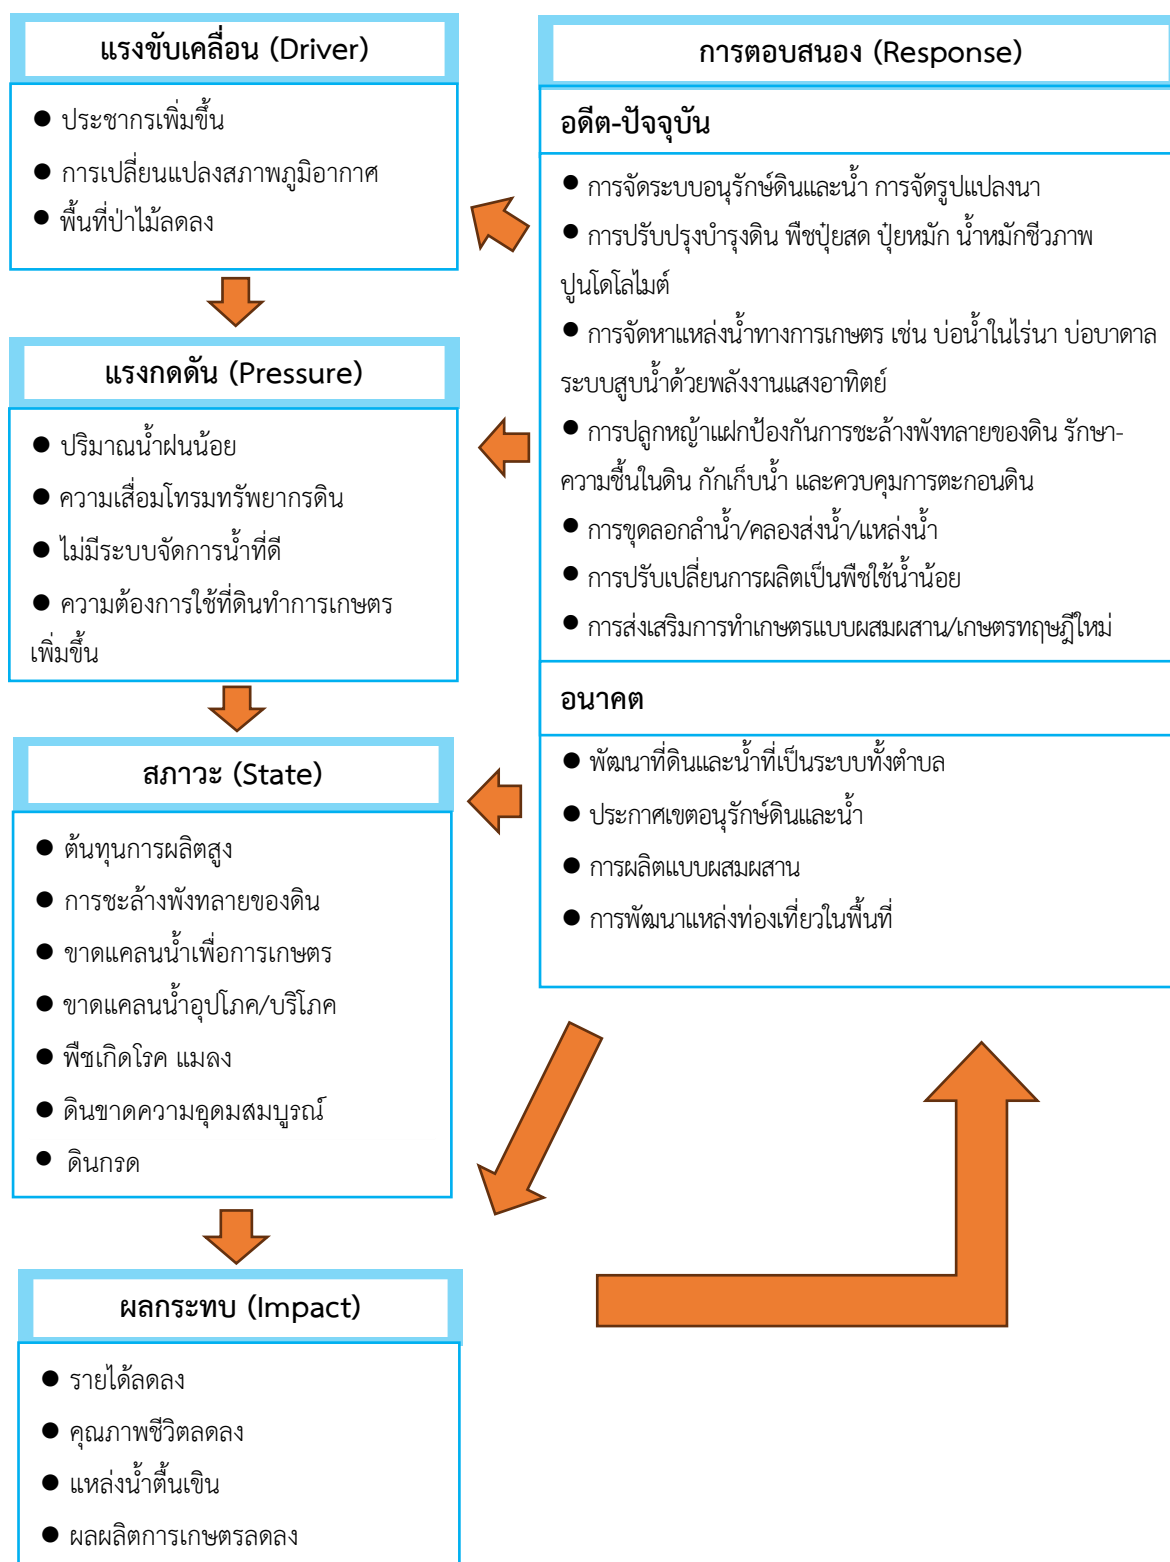 แรงขับเคลื่อน (Driver)
● ประชากรเพิ่มขึ้น
● การเปลี่ยนแปลงสภาพภูมิอากาศ
● พื้นที่ป่าไม้ลดลง
แรงกดดัน (Pressure)
● ปริมาณน้ำฝนน้อย
● ความเสื่อมโทรมทรัพยากรดิน
● ไม่มีระบบจัดการน้ำที่ดี
● ความต้องการใช้ที่ดินทำการเกษตร
เพิ่มขึ้น
สภาวะ (State)
● ต้นทุนการผลิตสูง
● การชะล้างพังทลายของดิน
● ขาดแคลนน้ำเพื่อการเกษตร
● ขาดแคลนน้ำอุปโภค/บริโภค
● พืชเกิดโรค แมลง
● ดินขาดความอุดมสมบูรณ์
● ดินกรด
ผลกระทบ (Impact)
● รายได้ลดลง
● คุณภาพชีวิตลดลง
● แหล่งน้ำตื้นเขิน
● ผลผลิตการเกษตรลดลง
การตอบสนอง (Response)
อดีต-ปัจจุบัน
● การจัดระบบอนุรักษ์ดินและน้ำ การจัดรูปแปลงนา
● การปรับปรุงบำรุงดิน พืชปุ๋ยสด ปุ๋ยหมัก น้ำหมักชีวภาพ
ปูนโดโลไมต์
● การจัดหาแหล่งน้ำทางการเกษตร เช่น บ่อน้ำในไร่นา บ่อบาดาล
ระบบสูบน้ำด้วยพลังงานแสงอาทิตย์
● การปลูกหญ้าแฝกป้องกันการชะล้างพังทลายของดิน รักษา-
ความชื้นในดิน กักเก็บน้ำ และควบคุมการตะกอนดิน
● การขุดลอกลำน้ำ/คลองส่งน้ำ/แหล่งน้ำ
● การปรับเปลี่ยนการผลิตเป็นพืชใช้น้ำน้อย
● การส่งเสริมการทำเกษตรแบบผสมผสาน/เกษตรทฤษฎีใหม่
อนาคต
● พัฒนาที่ดินและน้ำที่เป็นระบบทั้งตำบล
● ประกาศเขตอนุรักษ์ดินและน้ำ
● การผลิตแบบผสมผสาน
● การพัฒนาแหล่งท่องเที่ยวในพื้นที่